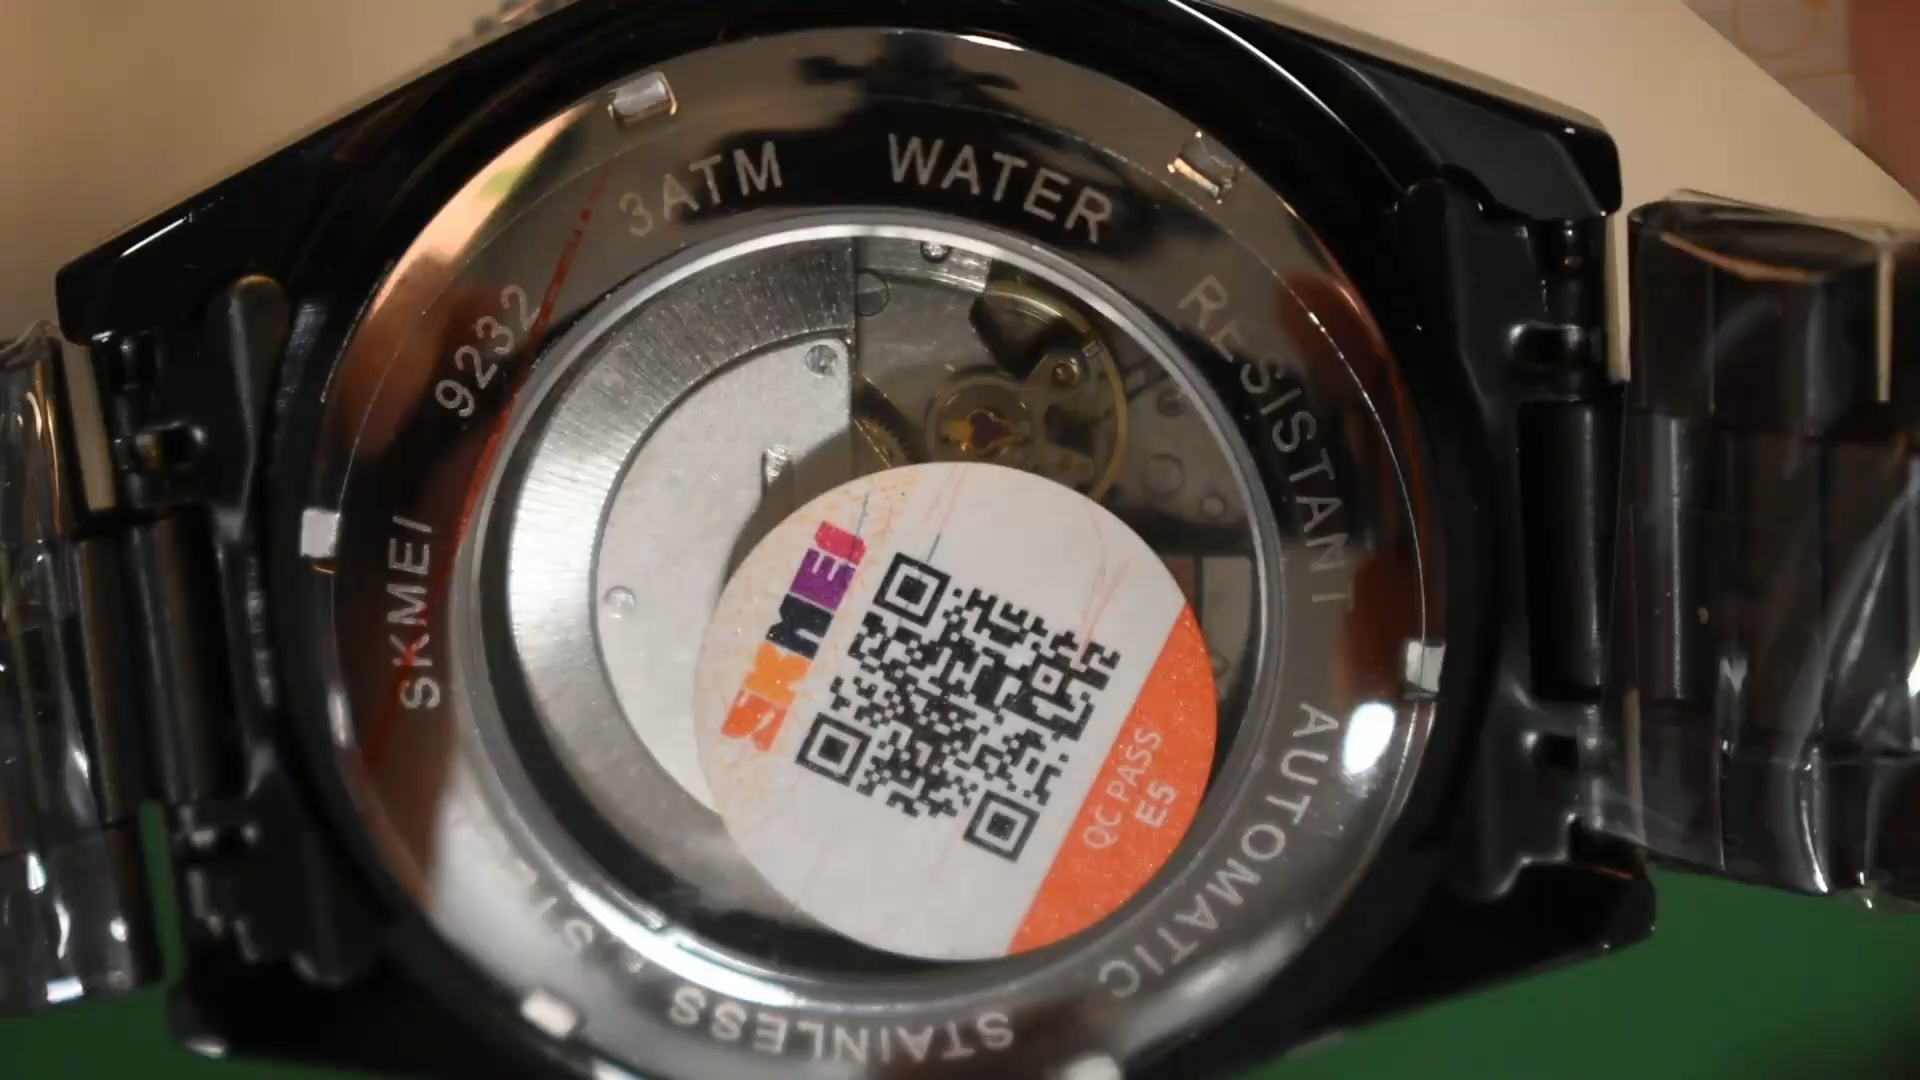 SKMEI 9232 3ATM WATER RESISTANT AUTOMATIC STAINLESS
SKMEI
QC PASS
E5